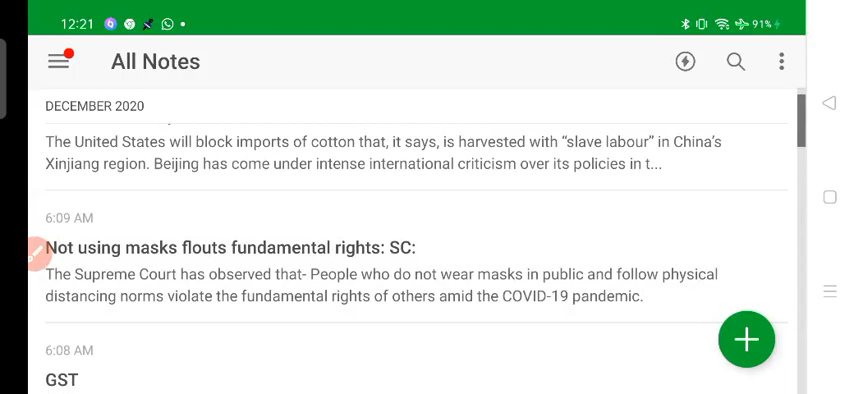 12:21
91%
All Notes
DECEMBER 2020
The United States will block imports of cotton that, it says, is harvested with “slave labour” in China’s
Xinjiang region. Beijing has come under intense international criticism over its policies in t...
6:09 AM
Not using masks flouts fundamental rights: SC:
The Supreme Court has observed that- People who do not wear masks in public and follow physical
distancing norms violate the fundamental rights of others amid the COVID-19 pandemic.
6:08 AM
GST